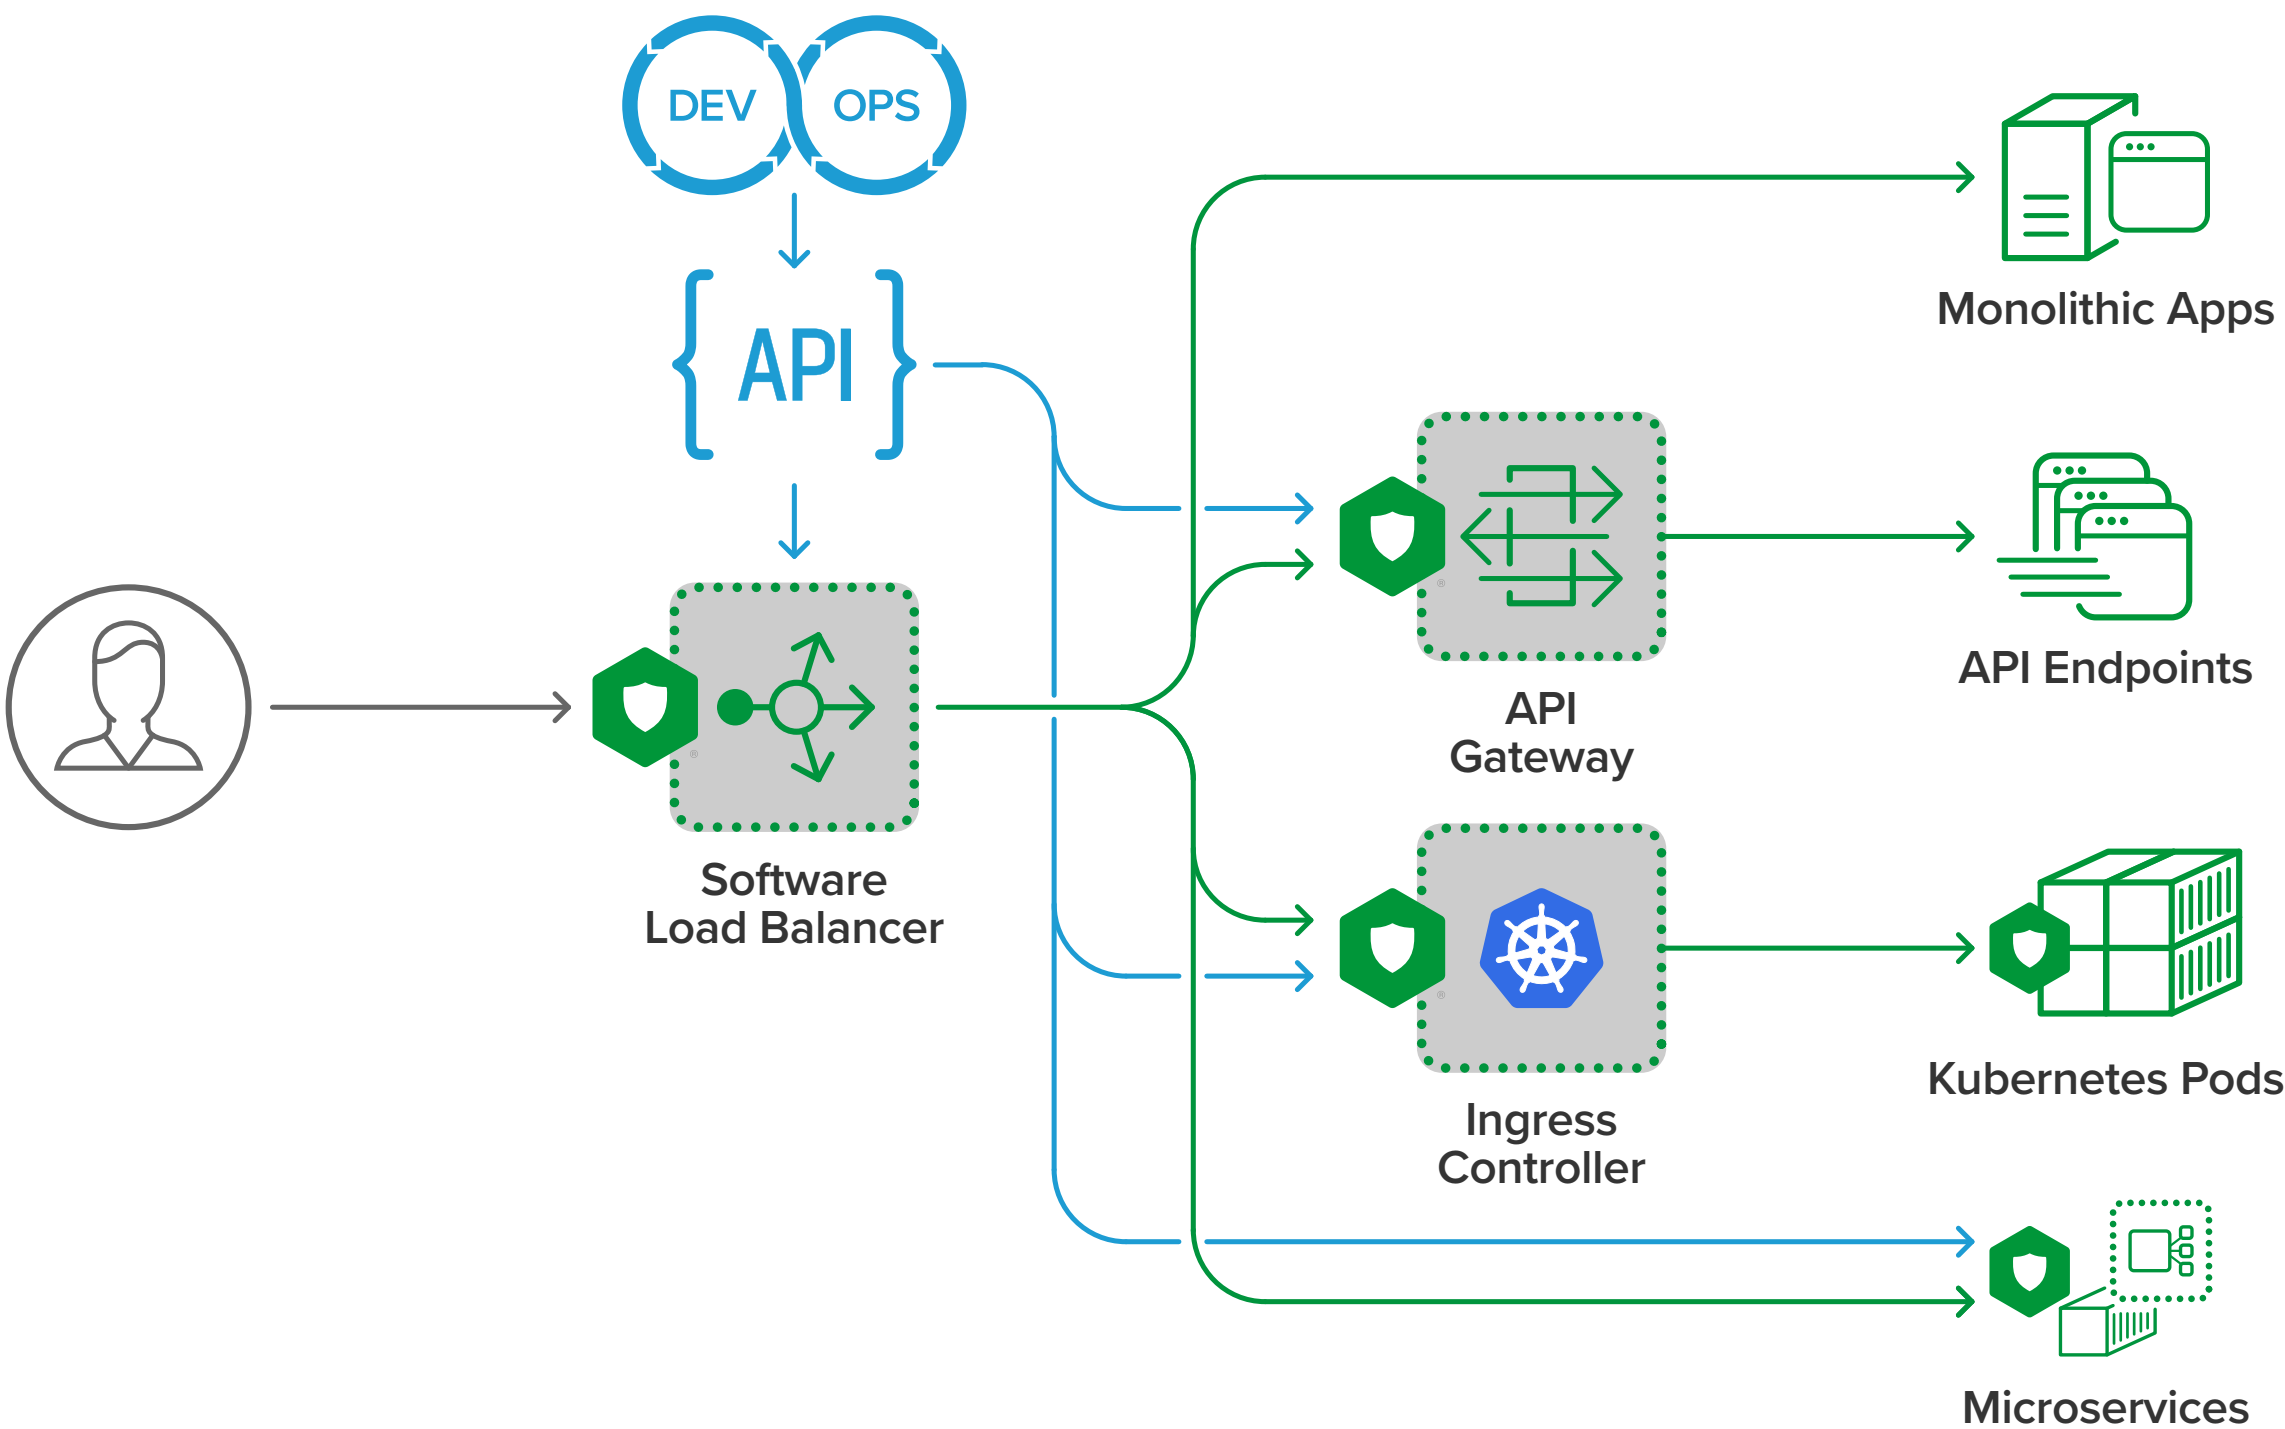 DEV OPS
{ API }
Monolithic Apps
API Endpoints
API
Gateway
Software
Load Balancer
®
®
®
Kubernetes Pods
Ingress
Controller
Microservices